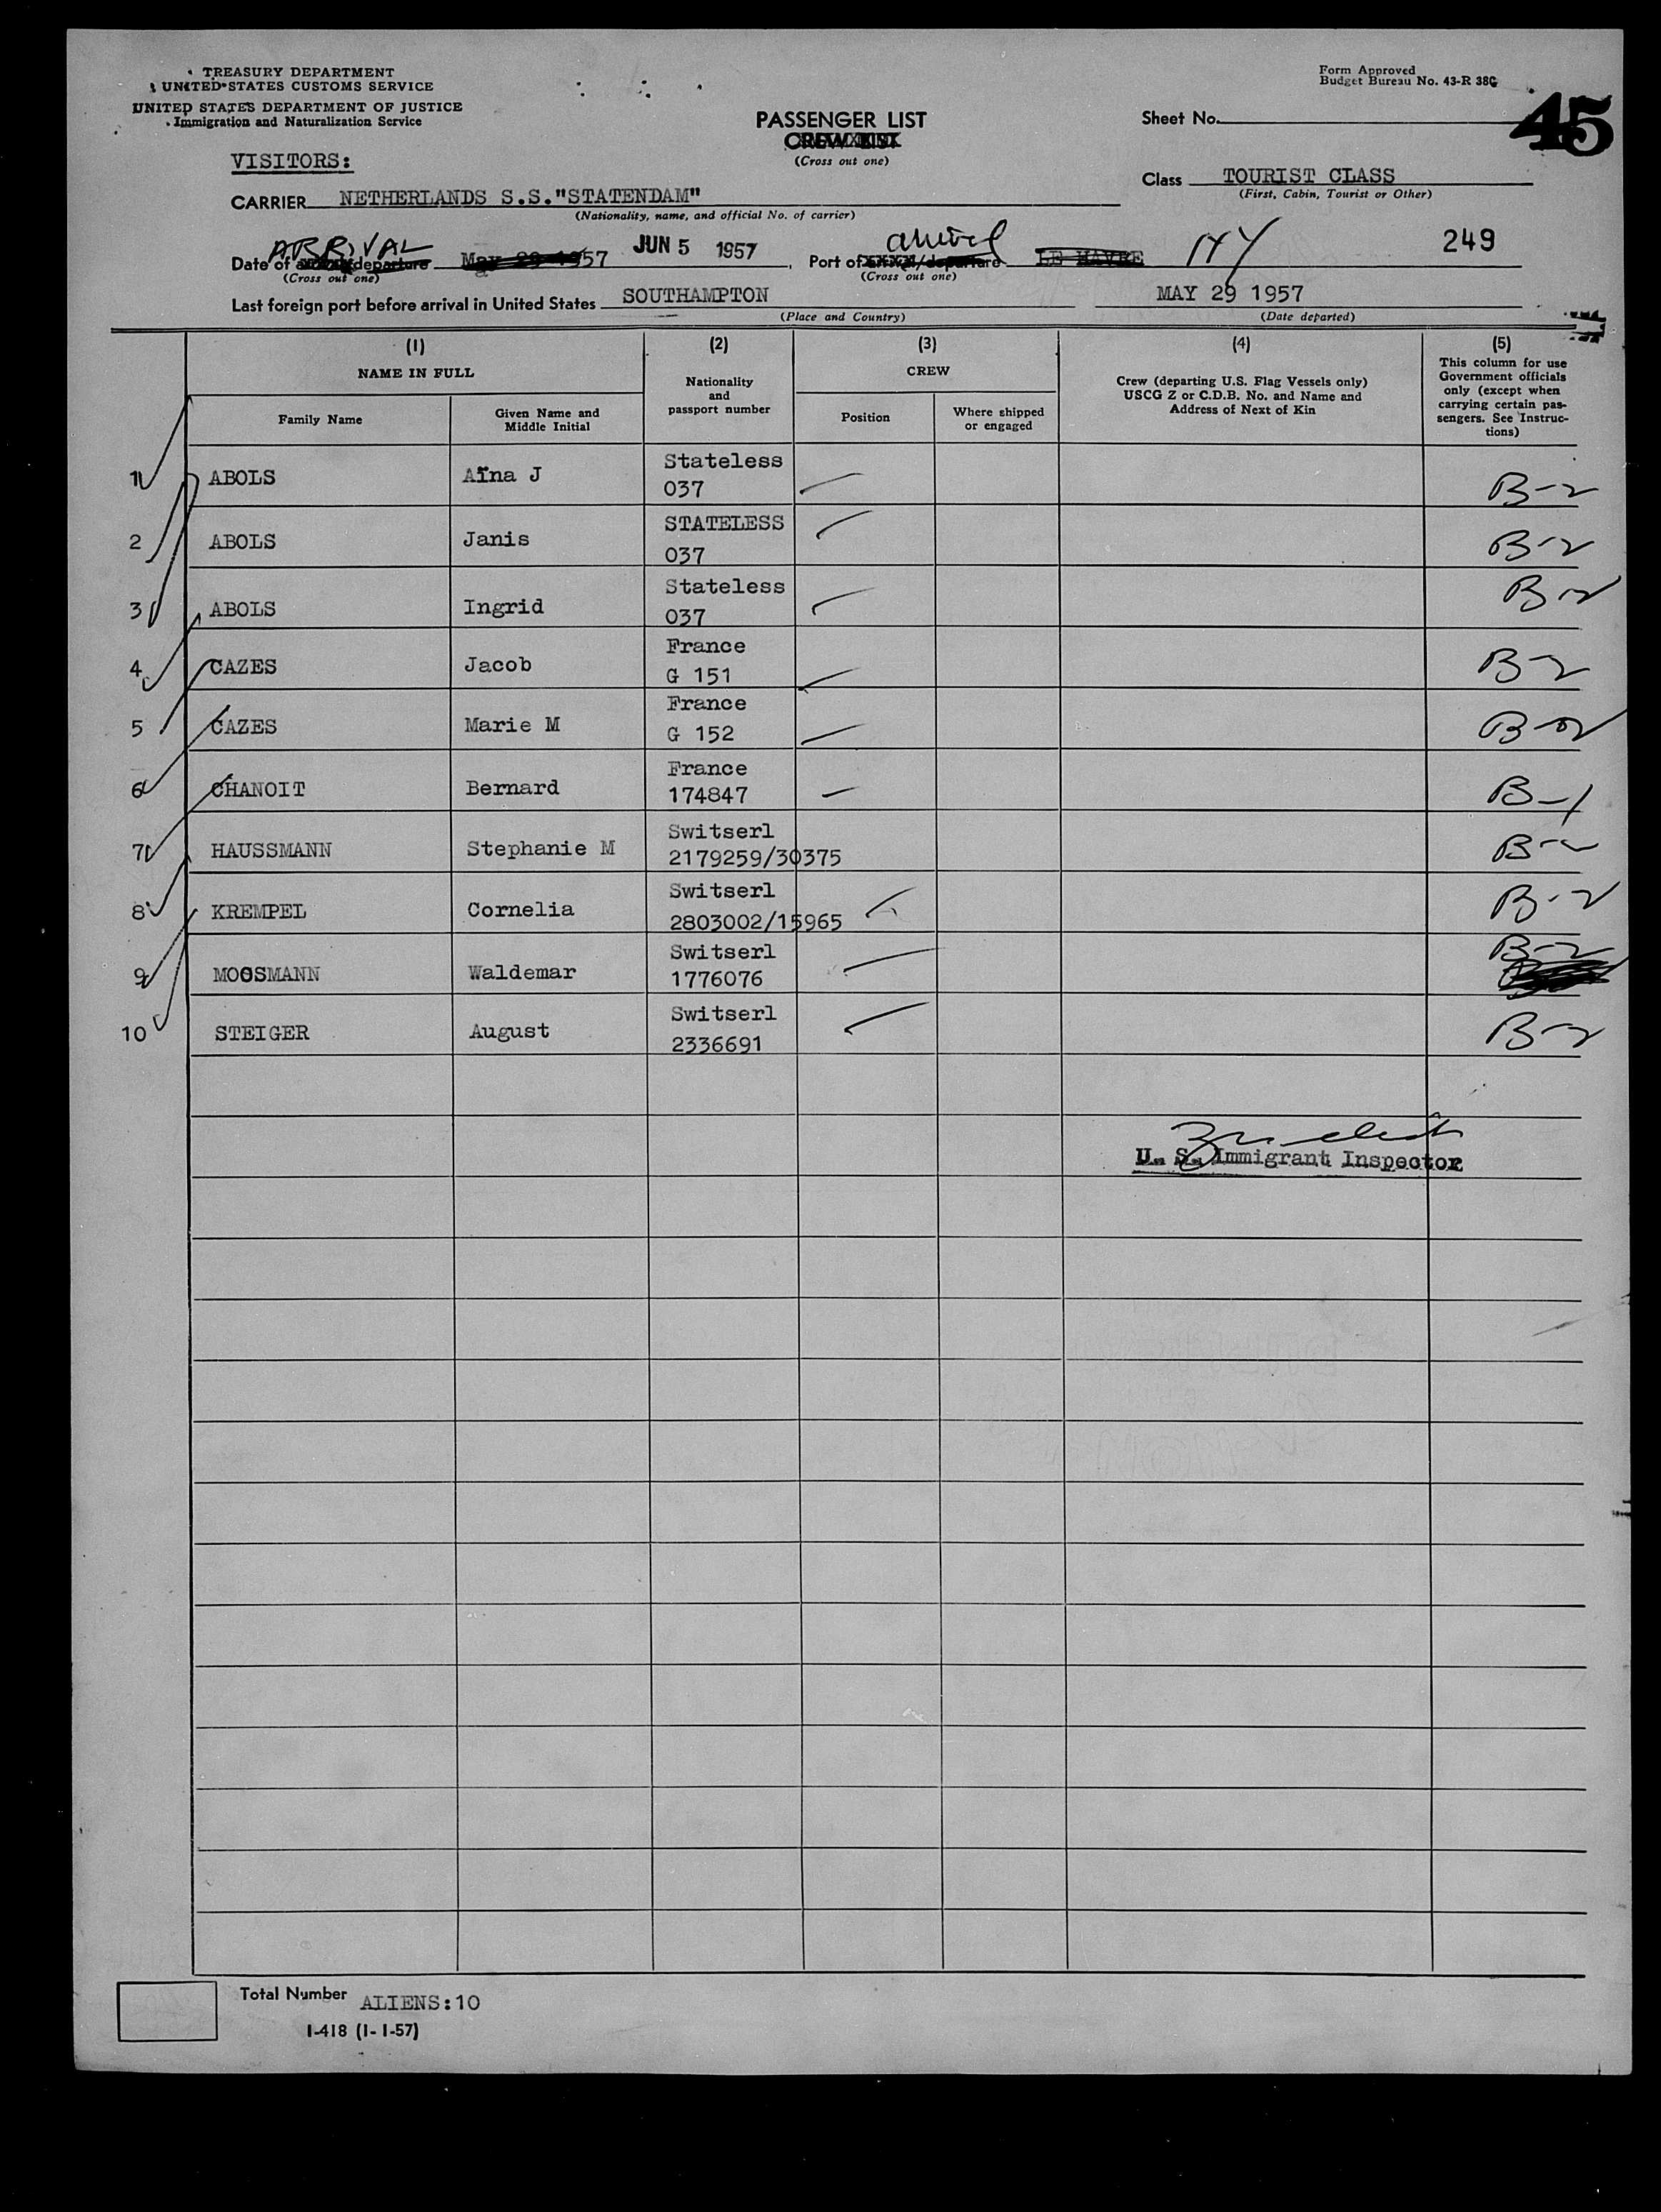 TREASURY DEPARTMENT
UNITED STATES CUSTOMS SERVICE
UNITED STATES DEPARTMENT OF JUSTICE
Immigration and Naturalization Service
Form Approved
Budget Bureau No. 43-R 38C
PASSENGER LIST
CREW LIST
(Cross out one)
Sheet No. 45
VISITORS:
Class TOURIST CLASS
(First, Cabin, Tourist or Other)
CARRIER NETHERLANDS S.S."STATENDAM"
(Nationality, name, and official No. of carrier)
ARRIVAL arrival
Date of arrival/departure May 29 1957 JUN 5 1957, Port of arrival/departure LE HAVRE NY 249
(Cross out one) (Cross out one)
Last foreign port before arrival in United States SOUTHAMPTON MAY 29 1957
(Place and Country) (Date departed)
(1) (2) (3) (4) (5)
NAME IN FULL
Family Name
Given Name and
Middle Initial
Nationality
and
passport number
CREW
Position
Where shipped
or engaged
Crew (departing U.S. Flag Vessels only)
USCG Z or C.D.B. No. and Name and
Address of Next of Kin
This column for use
Government officials
only (except when
carrying certain pas-
sengers. See Instruc-
tions)
1 ABOLS Aina J Stateless
037 B-2
2 ABOLS Janis STATELESS
037 B-2
3 ABOLS Ingrid Stateless
037 B-2
4 CAZES Jacob France
G 151 B-2
5 CAZES Marie M France
G 152 B-2
6 CHANOIT Bernard France
174847 B-1
7 HAUSSMANN Stephanie M Switserl
2179259/30375 B-2
8 KREMPEL Cornelia Switserl
2803002/15965 B-2
9 MOOSMANN Waldemar Switserl
1776076 B-2
10 STEIGER August Switserl
2336691 B-2
U. S. Immigrant Inspector
Total Number ALIENS:10
I-418 (1-1-57)